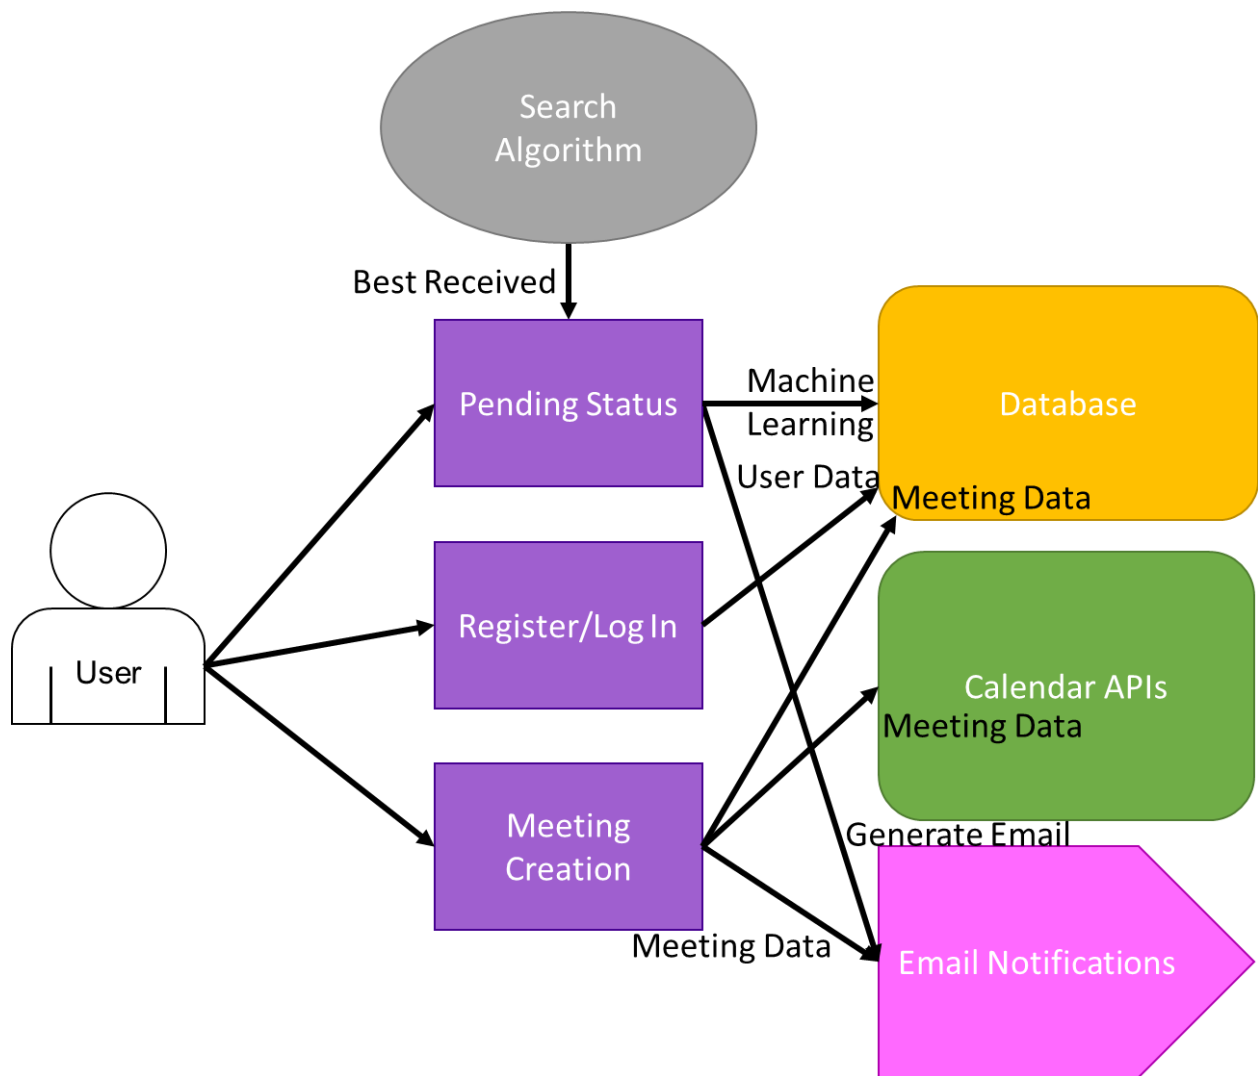 Search
Algorithm
Best Received
Pending Status
Machine
Learning
Database
User Data
Meeting Data
Register/Log In
User
Calendar APIs
Meeting Data
Meeting
Creation
Generate Email
Meeting Data
Email Notifications